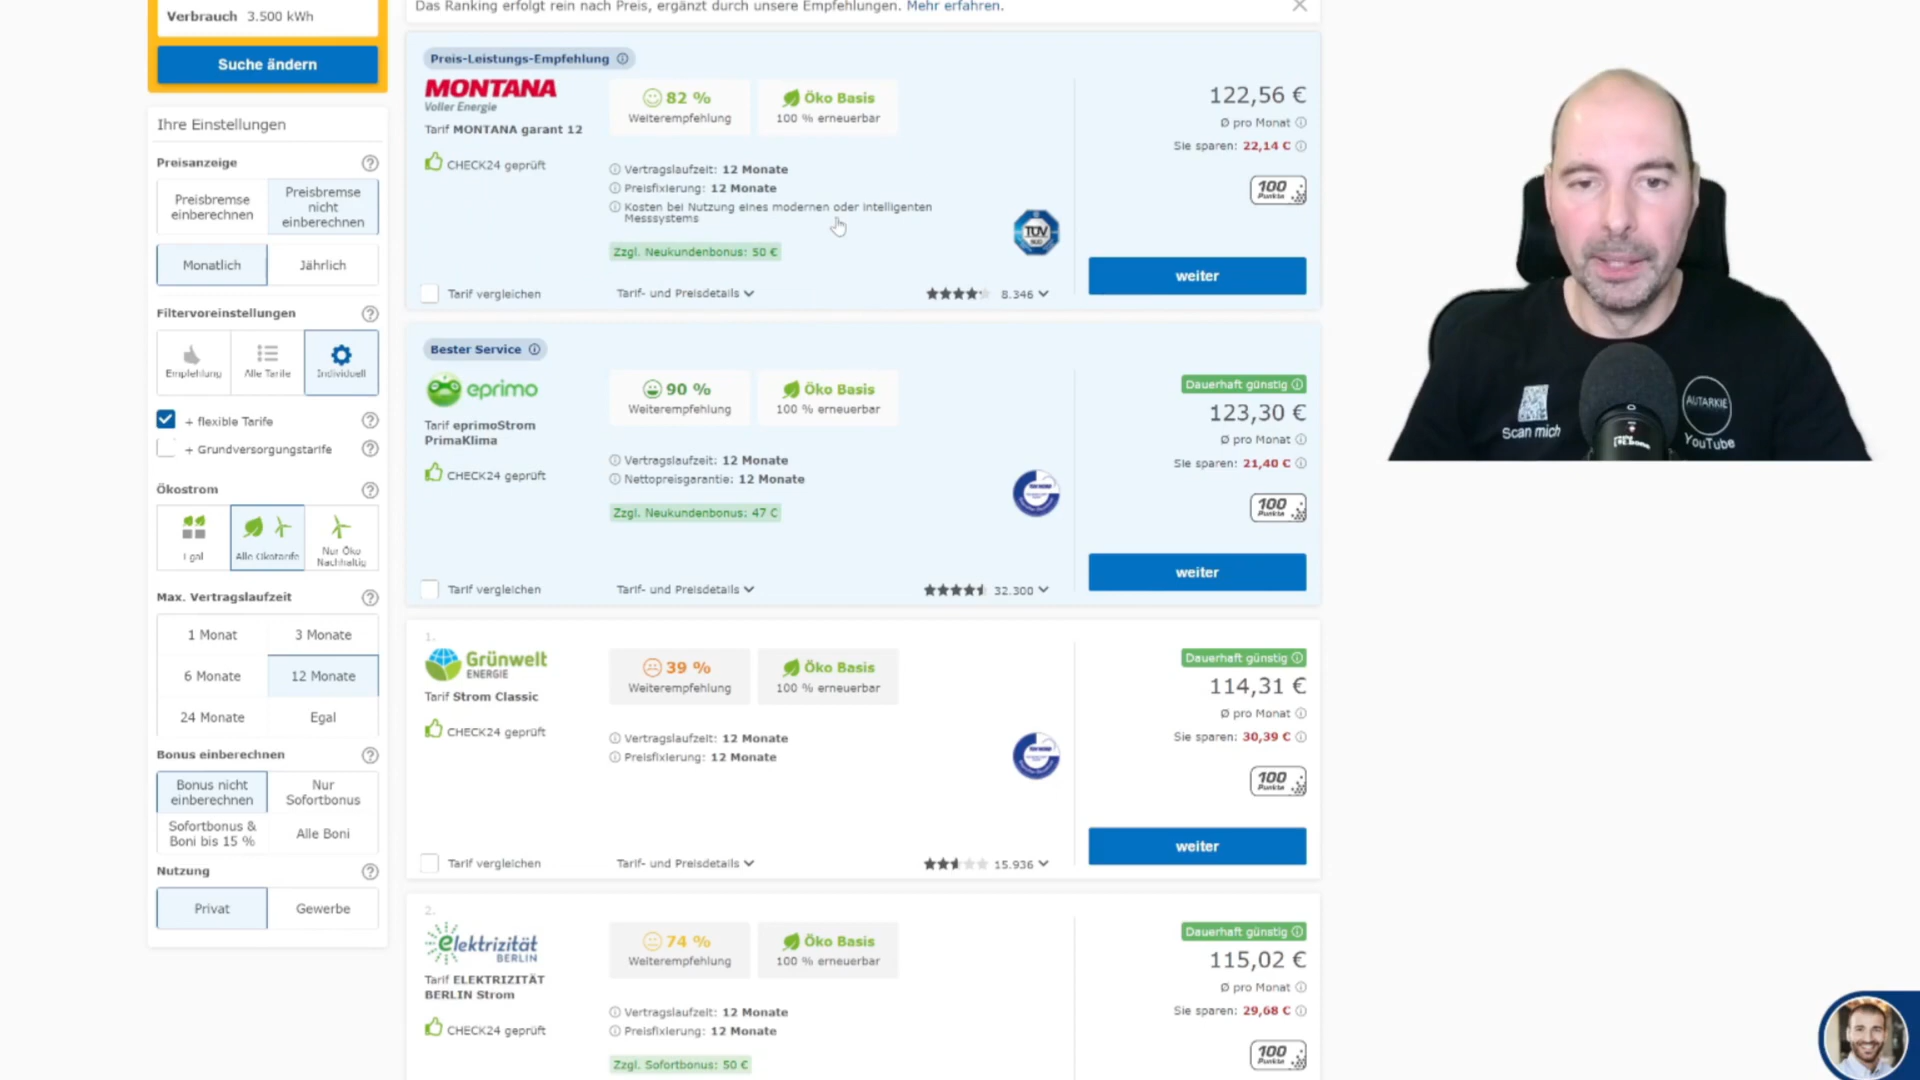 Verbrauch 3.500 kWh
Suche ändern
Ihre Einstellungen
Preisanzeige
Preisbremse einberechnen
Preisbremse nicht einberechnen
Monatlich
Jährlich
Filtervoreinstellungen
Empfehlung
Alle Tarife
Individuell
+ flexible Tarife
+ Grundversorgungstarife
Ökostrom
Egal
Alle Ökotarife
Nur Öko Nachhaltig
Max. Vertragslaufzeit
1 Monat
3 Monate
6 Monate
12 Monate
24 Monate
Egal
Bonus einberechnen
Bonus nicht einberechnen
Nur Sofortbonus
Sofortbonus & Boni bis 15 %
Alle Boni
Nutzung
Privat
Gewerbe
Das Ranking erfolgt rein nach Preis, ergänzt durch unsere Empfehlungen. Mehr erfahren.
Preis-Leistungs-Empfehlung
MONTANA
Voller Energie
Tarif MONTANA garant 12
CHECK24 geprüft
82 %
Weiterempfehlung
Öko Basis
100 % erneuerbar
Vertragslaufzeit: 12 Monate
Preisfixierung: 12 Monate
Kosten bei Nutzung eines modernen oder intelligenten
Messsystems
Zzgl. Neukundenbonus: 50 €
TÜV
122,56 €
Ø pro Monat
Sie sparen: 22,14 €
100
Punkte
weiter
Tarif vergleichen
Tarif- und Preisdetails
8.346
Bester Service
eprimo
Tarif eprimoStrom
PrimaKlima
CHECK24 geprüft
90 %
Weiterempfehlung
Öko Basis
100 % erneuerbar
Vertragslaufzeit: 12 Monate
Nettopreisgarantie: 12 Monate
Zzgl. Neukundenbonus: 47 €
Dauerhaft günstig
123,30 €
Ø pro Monat
Sie sparen: 21,40 €
100
Punkte
weiter
Tarif vergleichen
Tarif- und Preisdetails
32.300
1.
Grünwelt
ENERGIE
Tarif Strom Classic
CHECK24 geprüft
39 %
Weiterempfehlung
Öko Basis
100 % erneuerbar
Vertragslaufzeit: 12 Monate
Preisfixierung: 12 Monate
Dauerhaft günstig
114,31 €
Ø pro Monat
Sie sparen: 30,39 €
100
Punkte
weiter
Tarif vergleichen
Tarif- und Preisdetails
15.936
2.
elektrizität
BERLIN
Tarif ELEKTRIZITÄT
BERLIN Strom
CHECK24 geprüft
74 %
Weiterempfehlung
Öko Basis
100 % erneuerbar
Vertragslaufzeit: 12 Monate
Preisfixierung: 12 Monate
Zzgl. Sofortbonus: 50 €
Dauerhaft günstig
115,02 €
Ø pro Monat
Sie sparen: 29,68 €
100
Punkte
Scan mich
AUTARKIE
YouTube